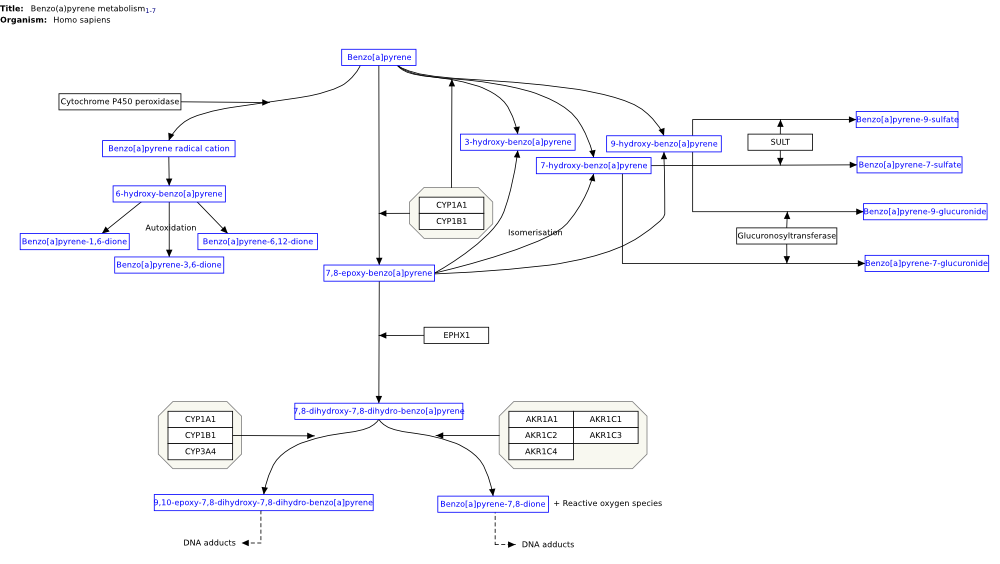 Title: Benzo(a)pyrene metabolism1-7
Organism: Homo sapiens
Benzo[a]pyrene
Cytochrome P450 peroxidase
Benzo[a]pyrene-9-sulfate
3-hydroxy-benzo[a]pyrene
9-hydroxy-benzo[a]pyrene
SULT
Benzo[a]pyrene radical cation
7-hydroxy-benzo[a]pyrene
Benzo[a]pyrene-7-sulfate
6-hydroxy-benzo[a]pyrene
CYP1A1
CYP1B1
Benzo[a]pyrene-9-glucuronide
Autoxidation
Isomerisation
Glucuronosyltransferase
Benzo[a]pyrene-1,6-dione
Benzo[a]pyrene-6,12-dione
Benzo[a]pyrene-3,6-dione
7,8-epoxy-benzo[a]pyrene
Benzo[a]pyrene-7-glucuronide
EPHX1
7,8-dihydroxy-7,8-dihydro-benzo[a]pyrene
CYP1A1
CYP1B1
CYP3A4
AKR1A1 AKR1C1
AKR1C2 AKR1C3
AKR1C4
9,10-epoxy-7,8-dihydroxy-7,8-dihydro-benzo[a]pyrene
Benzo[a]pyrene-7,8-dione + Reactive oxygen species
DNA adducts
DNA adducts